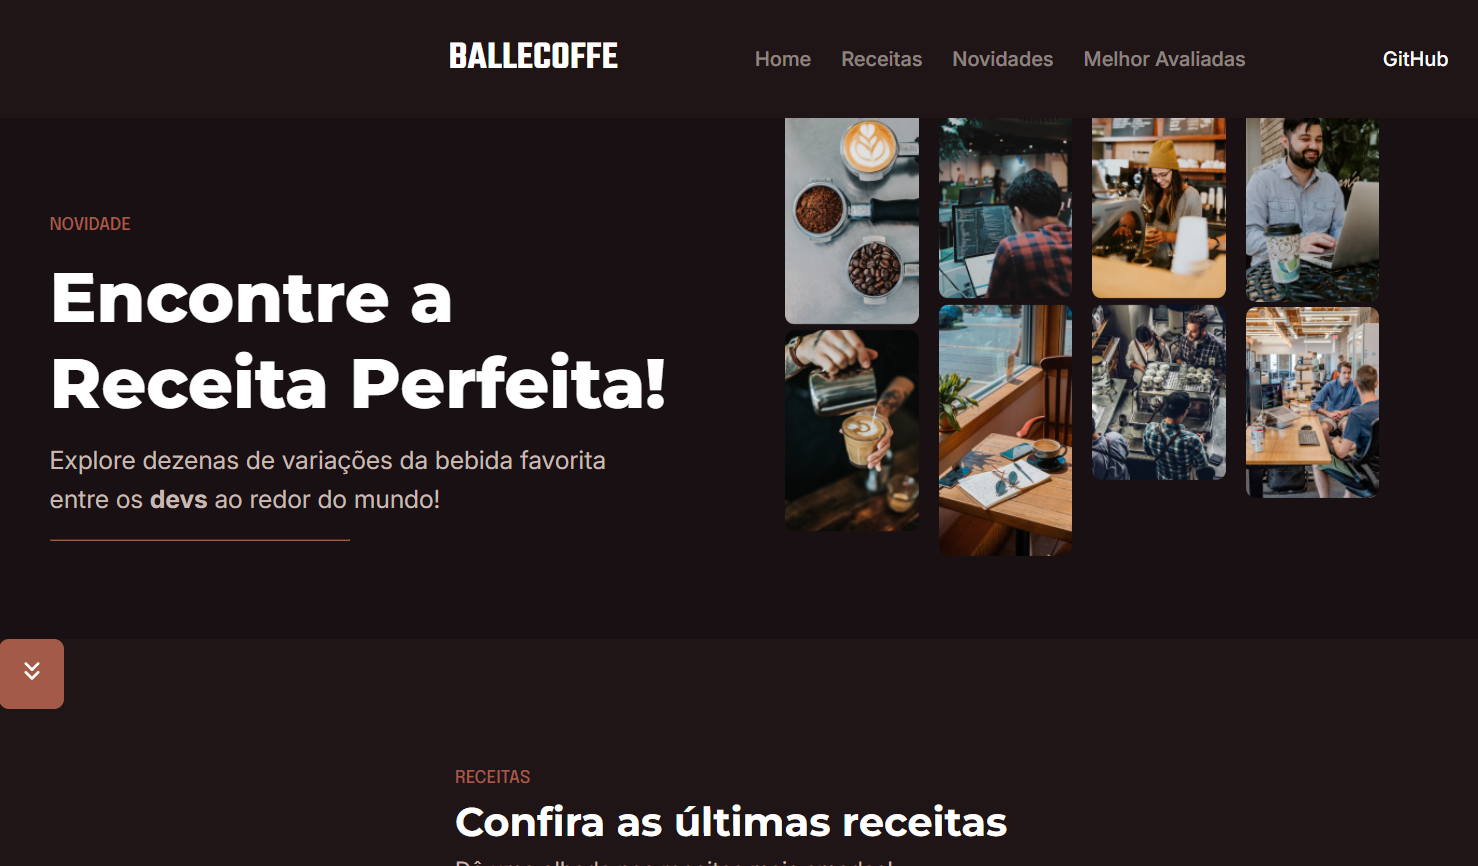 BALLECOFFE
Home Receitas Novidades Melhor Avaliadas GitHub
NOVIDADE
Encontre a
Receita Perfeita!
Explore dezenas de variações da bebida favorita
entre os devs ao redor do mundo!
RECEITAS
Confira as últimas receitas